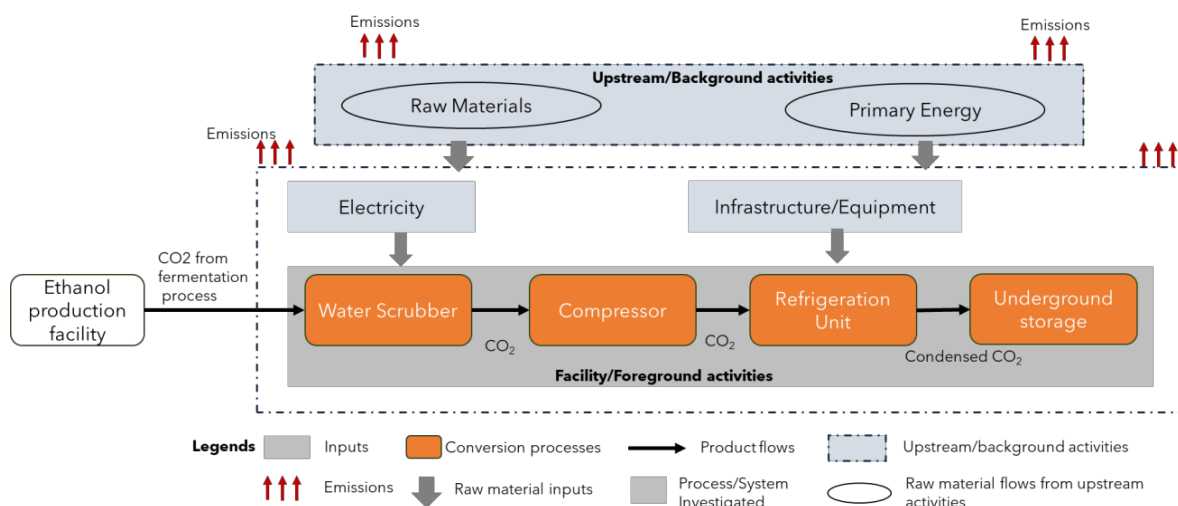 Emissions
Emissions
Upstream/Background activities
Raw Materials
Primary Energy
Emissions
Electricity
Infrastructure/Equipment
CO2 from
fermentation
process
Ethanol
production
facility
Water Scrubber
Compressor
Refrigeration
Unit
Underground
storage
CO₂
CO₂
Condensed CO₂
Facility/Foreground activities
Legends
Inputs
Conversion processes
Product flows
Upstream/background activities
Emissions
Raw material inputs
Process/System
Investigated
Raw material flows from upstream
activities